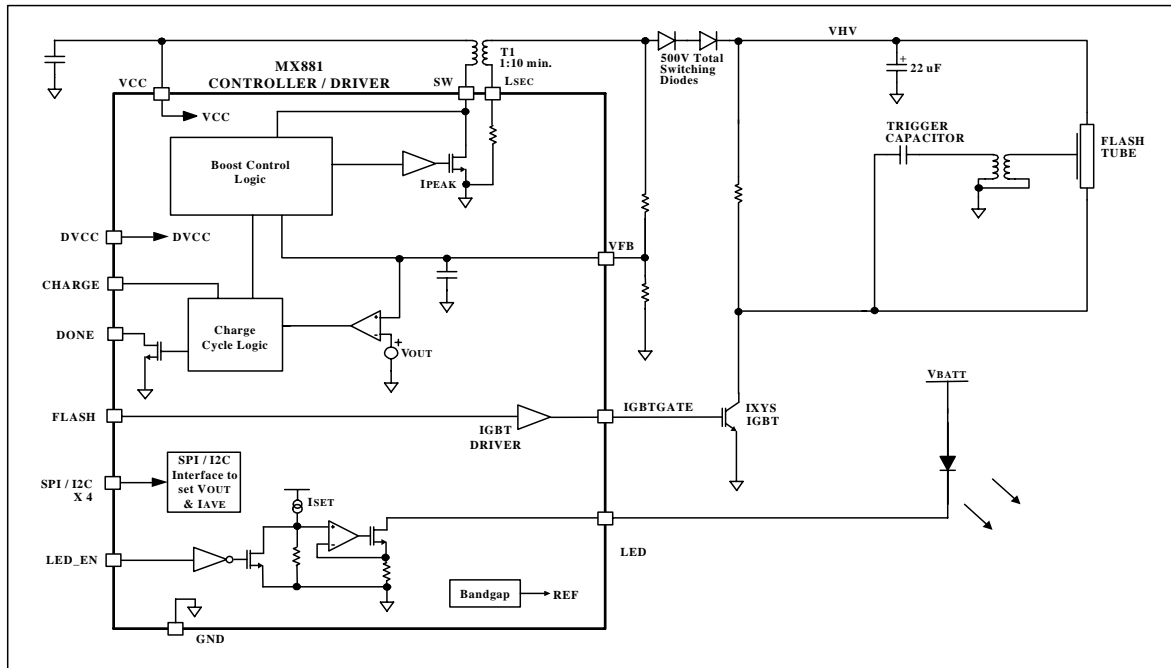 VHV
T1
1:10 min.
500V Total
Switching
Diodes
+
22 uF
MX881
CONTROLLER / DRIVER
VCC
SW
LSEC
VCC
TRIGGER
CAPACITOR
FLASH
TUBE
Boost Control
Logic
IPEAK
DVCC
DVCC
VFB
CHARGE
DONE
Charge
Cycle Logic
+
-
+
VOUT
VBATT
FLASH
IGBT
DRIVER
IGBTGATE
IXYS
IGBT
SPI / I2C
X 4
SPI / I2C
Interface to
set VOUT
& IAVE
ISET
+
-
LED_EN
LED
Bandgap
REF
GND